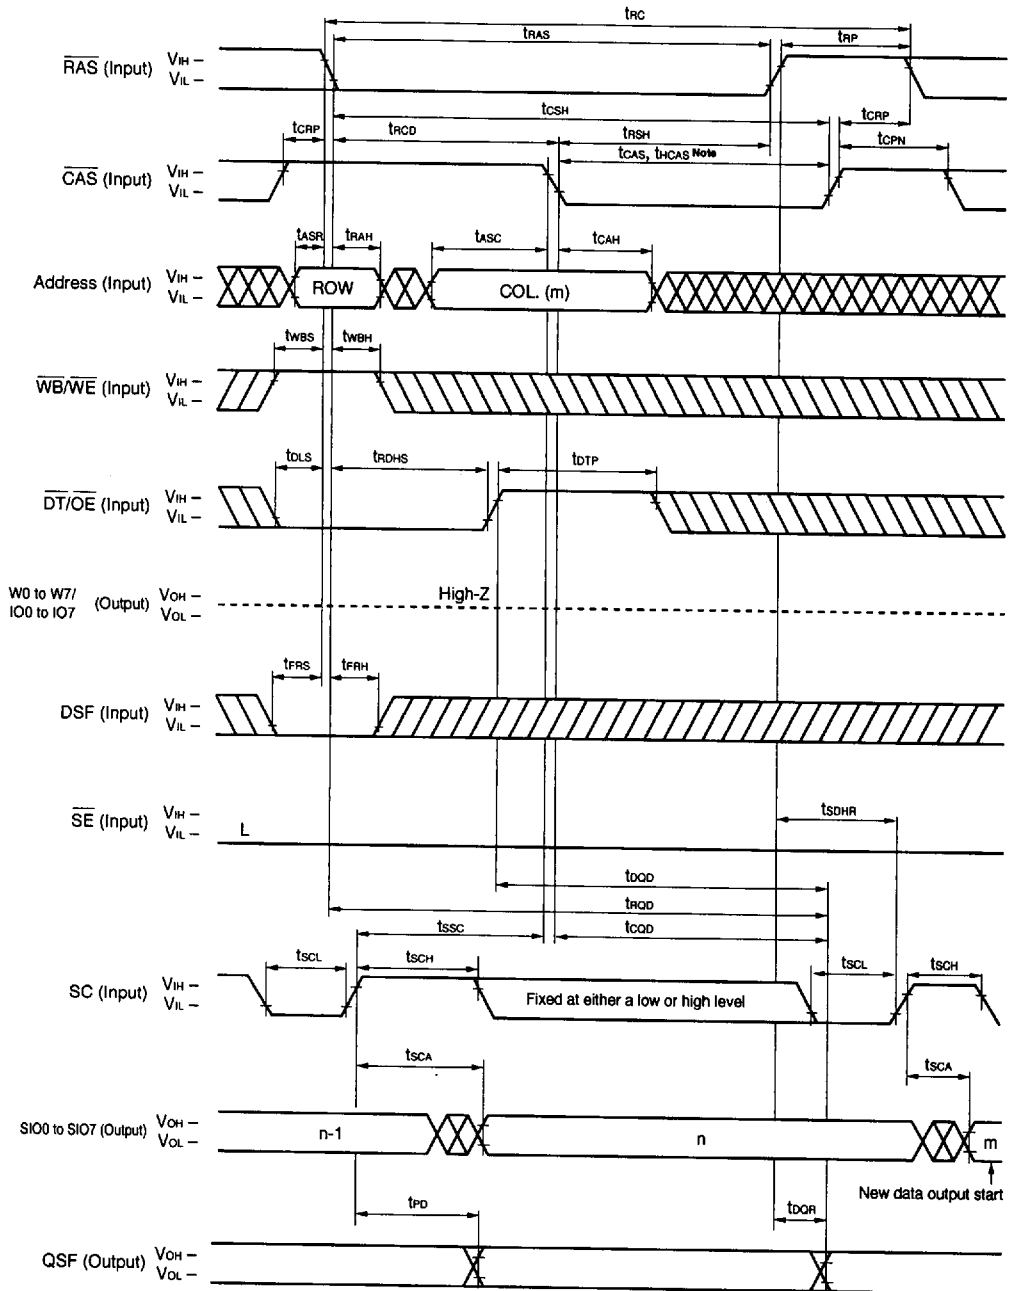 tRC
tRAS tRP
RAS (Input) VIH –
VIL –
tCSH
tCRP tRCD tRSH tCRP
tCAS, tHCAS Note tCPN
CAS (Input) VIH –
VIL –
tASR tRAH tASC tCAH
Address (Input) VIH –
VIL –
ROW COL. (m)
tWBS tWBH
WB/WE (Input) VIH –
VIL –
tDLS tRDHS tDTP
DT/OE (Input) VIH –
VIL –
W0 to W7/
IO0 to IO7 (Output) VOH –
VOL –
High-Z
tFRS tFRH
DSF (Input) VIH –
VIL –
SE (Input) VIH –
VIL –
L
tSDHR
tDQD
tRQD
tSSC tCQD
tSCL tSCH tSCL tSCH
SC (Input) VIH –
VIL –
Fixed at either a low or high level
tSCA tSCA
SIO0 to SIO7 (Output) VOH –
VOL –
n-1 n m
New data output start
tPD tDQR
QSF (Output) VOH –
VOL –